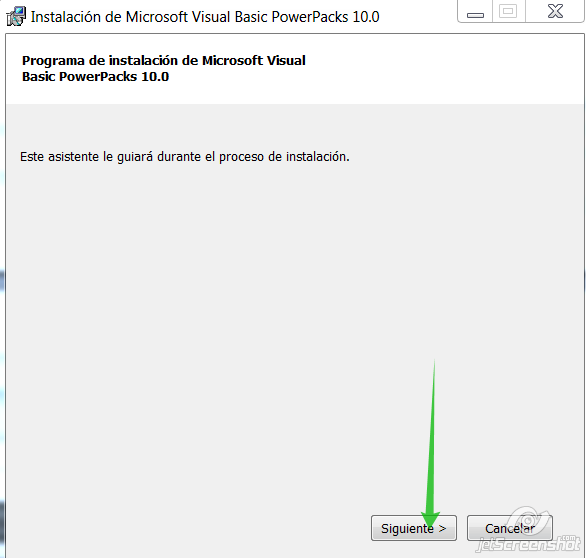 Instalación de Microsoft Visual Basic PowerPacks 10.0
Programa de instalación de Microsoft Visual
Basic PowerPacks 10.0
Este asistente le guiará durante el proceso de instalación.
Siguiente >
Cancelar
jetScreenshot
.com